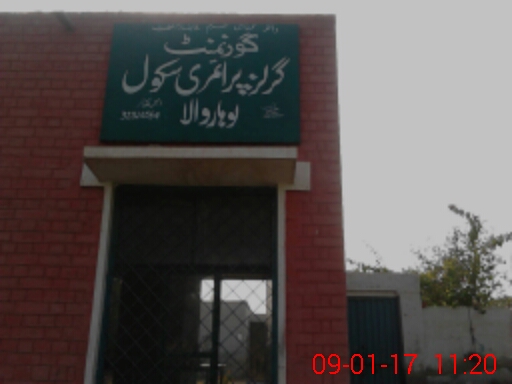 گورنمنٹ
گرلز پرائمری سکول
لوہاروالا
09-01-17 11:20